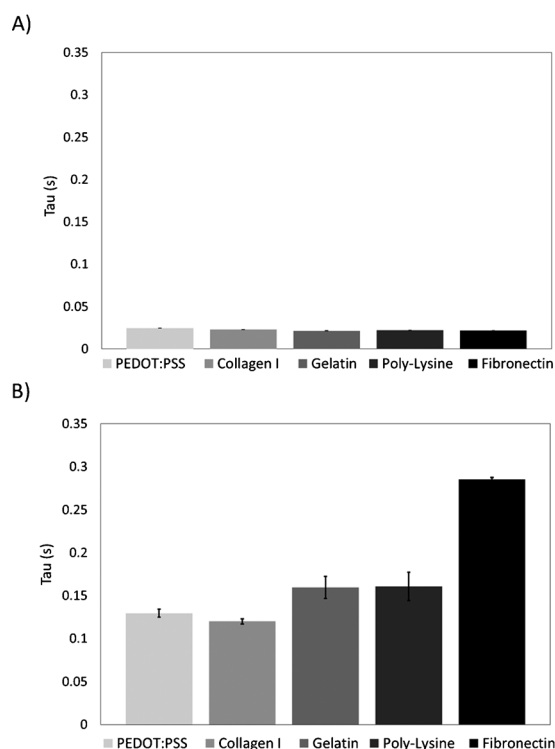 A)
0.35
0.3
0.25
0.2
0.15
0.1
0.05
0
Tau (s)
PEDOT:PSS Collagen I Gelatin Poly-Lysine Fibronectin
B)
0.35
0.3
0.25
0.2
0.15
0.1
0.05
0
Tau (s)
PEDOT:PSS Collagen I Gelatin Poly-Lysine Fibronectin